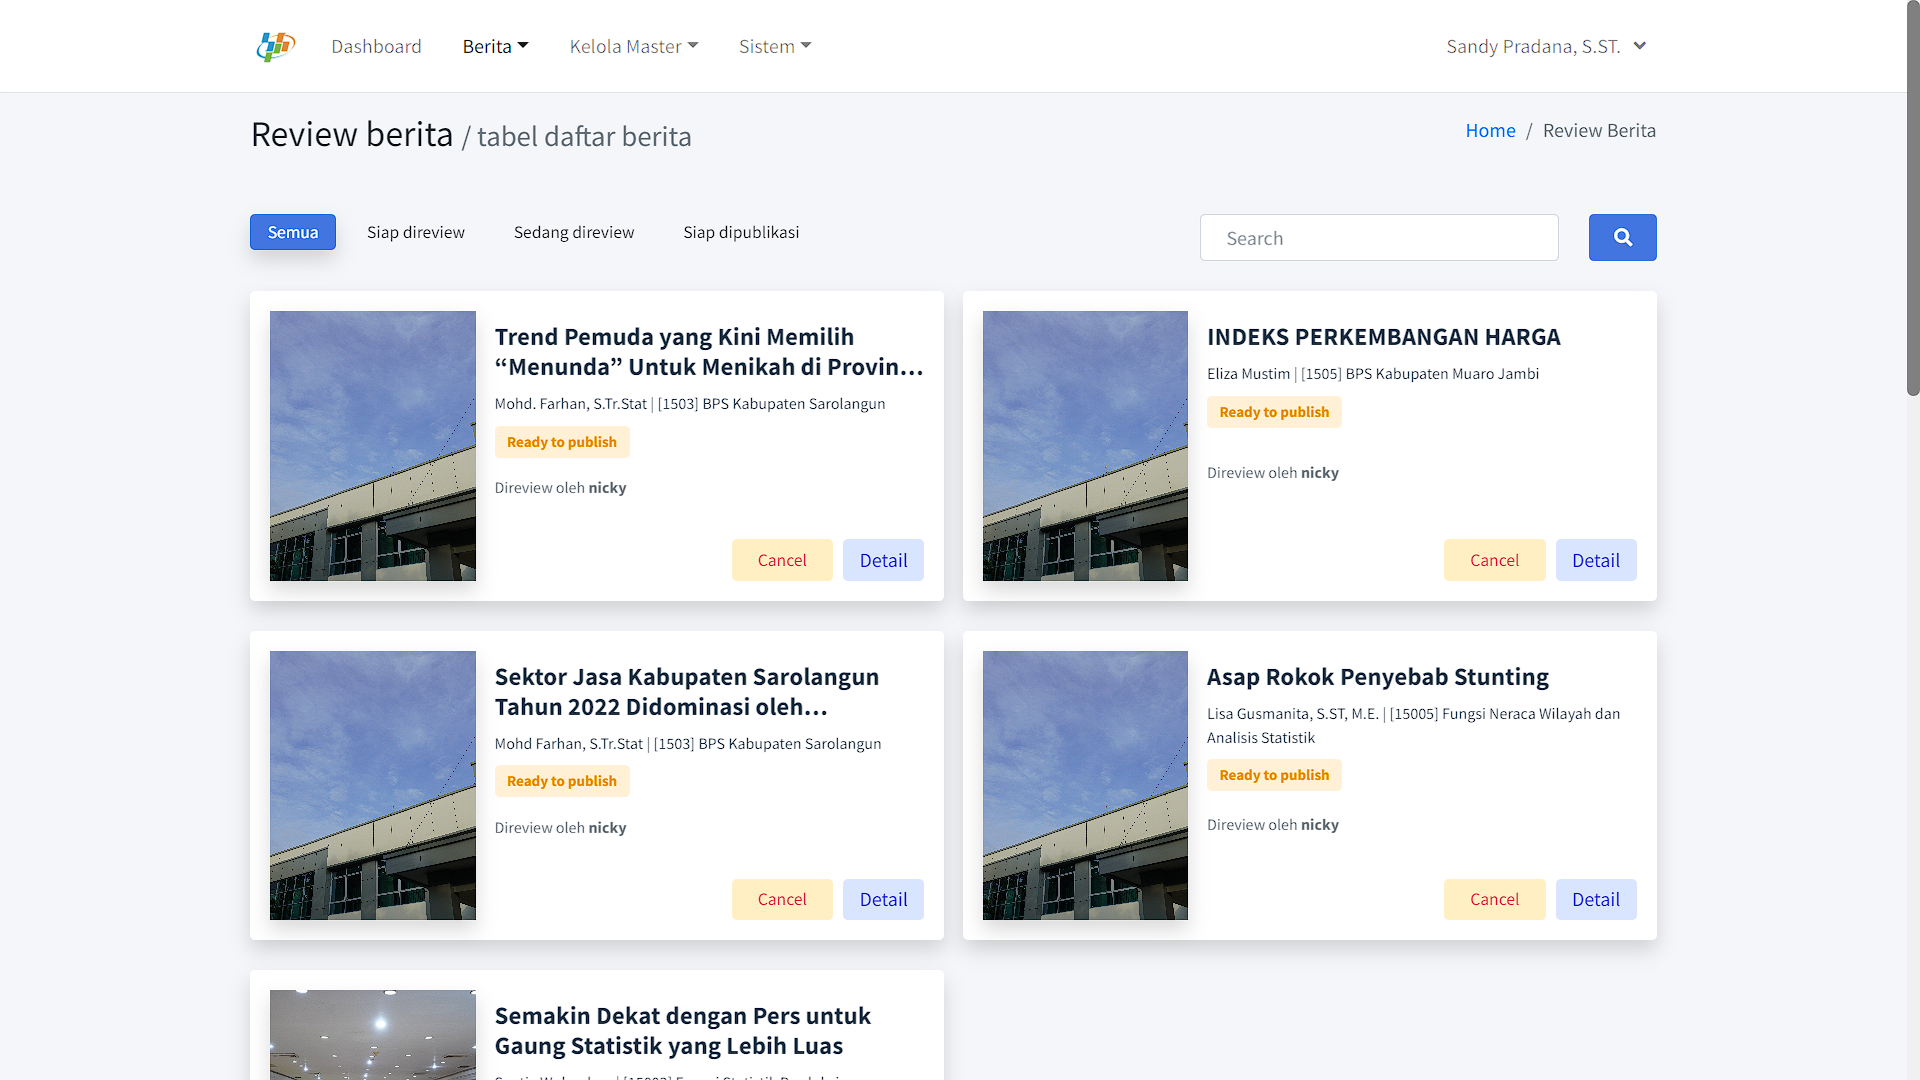 Dashboard
Berita
Kelola Master
Sistem
Sandy Pradana, S.ST.
Review berita / tabel daftar berita
Home / Review Berita
Semua
Siap direview
Sedang direview
Siap dipublikasi
Search
Trend Pemuda yang Kini Memilih
“Menunda” Untuk Menikah di Provin...
Mohd. Farhan, S.Tr.Stat | [1503] BPS Kabupaten Sarolangun
Ready to publish
Direview oleh nicky
Cancel
Detail
INDEKS PERKEMBANGAN HARGA
Eliza Mustim | [1505] BPS Kabupaten Muaro Jambi
Ready to publish
Direview oleh nicky
Cancel
Detail
Sektor Jasa Kabupaten Sarolangun
Tahun 2022 Didominasi oleh...
Mohd Farhan, S.Tr.Stat | [1503] BPS Kabupaten Sarolangun
Ready to publish
Direview oleh nicky
Cancel
Detail
Asap Rokok Penyebab Stunting
Lisa Gusmanita, S.ST, M.E. | [15005] Fungsi Neraca Wilayah dan
Analisis Statistik
Ready to publish
Direview oleh nicky
Cancel
Detail
Semakin Dekat dengan Pers untuk
Gaung Statistik yang Lebih Luas